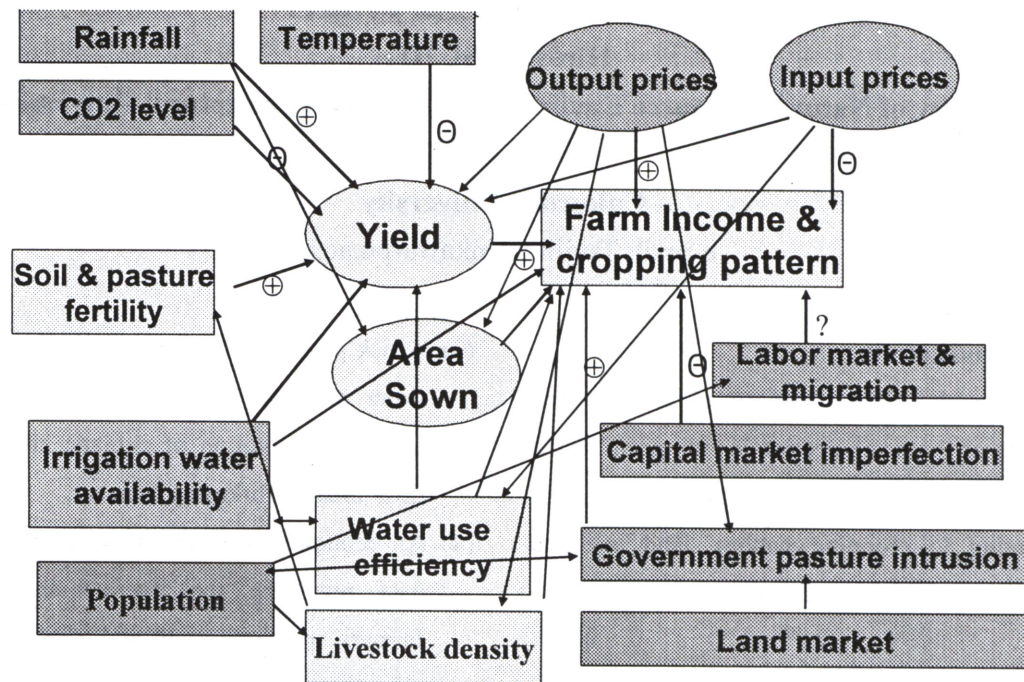 Rainfall
Temperature
Output prices
Input prices
CO2 level
⊕
Θ
Θ
⊕
Θ
Yield
Farm Income &
cropping pattern
⊕
Soil & pasture
fertility
⊕
Area
Sown
?
⊕
Θ
Labor market &
migration
Irrigation water
availability
Capital market imperfection
Water use
efficiency
Government pasture intrusion
Population
Livestock density
Land market